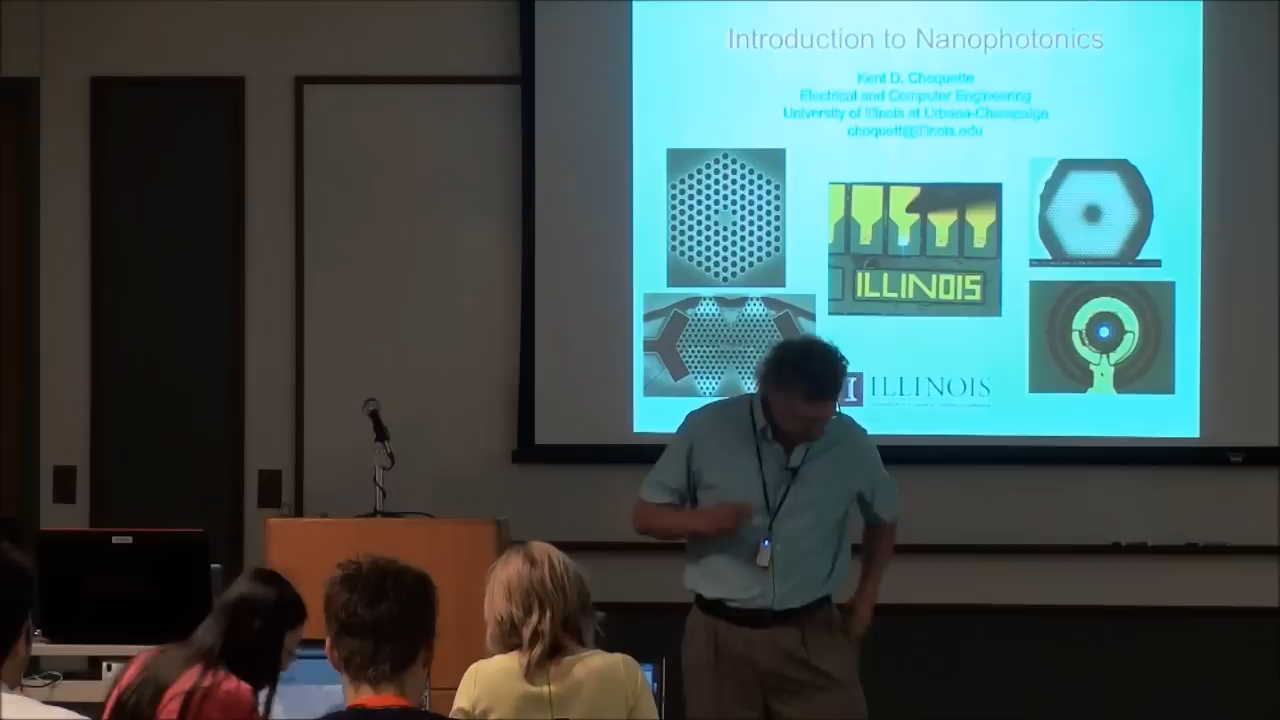 Introduction to Nanophotonics
Kent D. Choquette
Electrical and Computer Engineering
University of Illinois at Urbana-Champaign
choquett@illinois.edu
ILLINOIS
I ILLINOIS